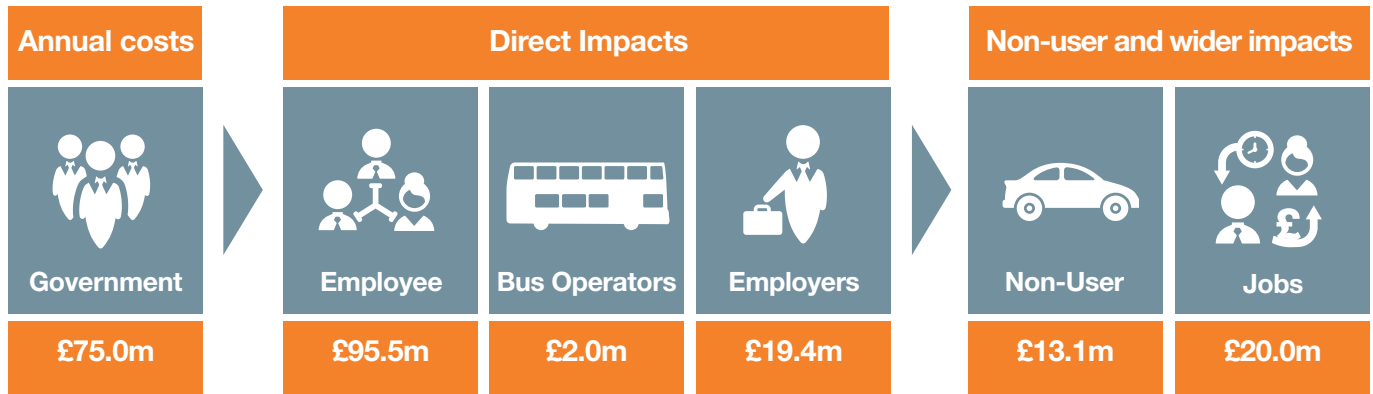 Annual costs
Direct Impacts
Non-user and wider impacts
Government
Employee
Bus Operators
Employers
Non-User
Jobs
£
£75.0m
£95.5m
£2.0m
£19.4m
£13.1m
£20.0m